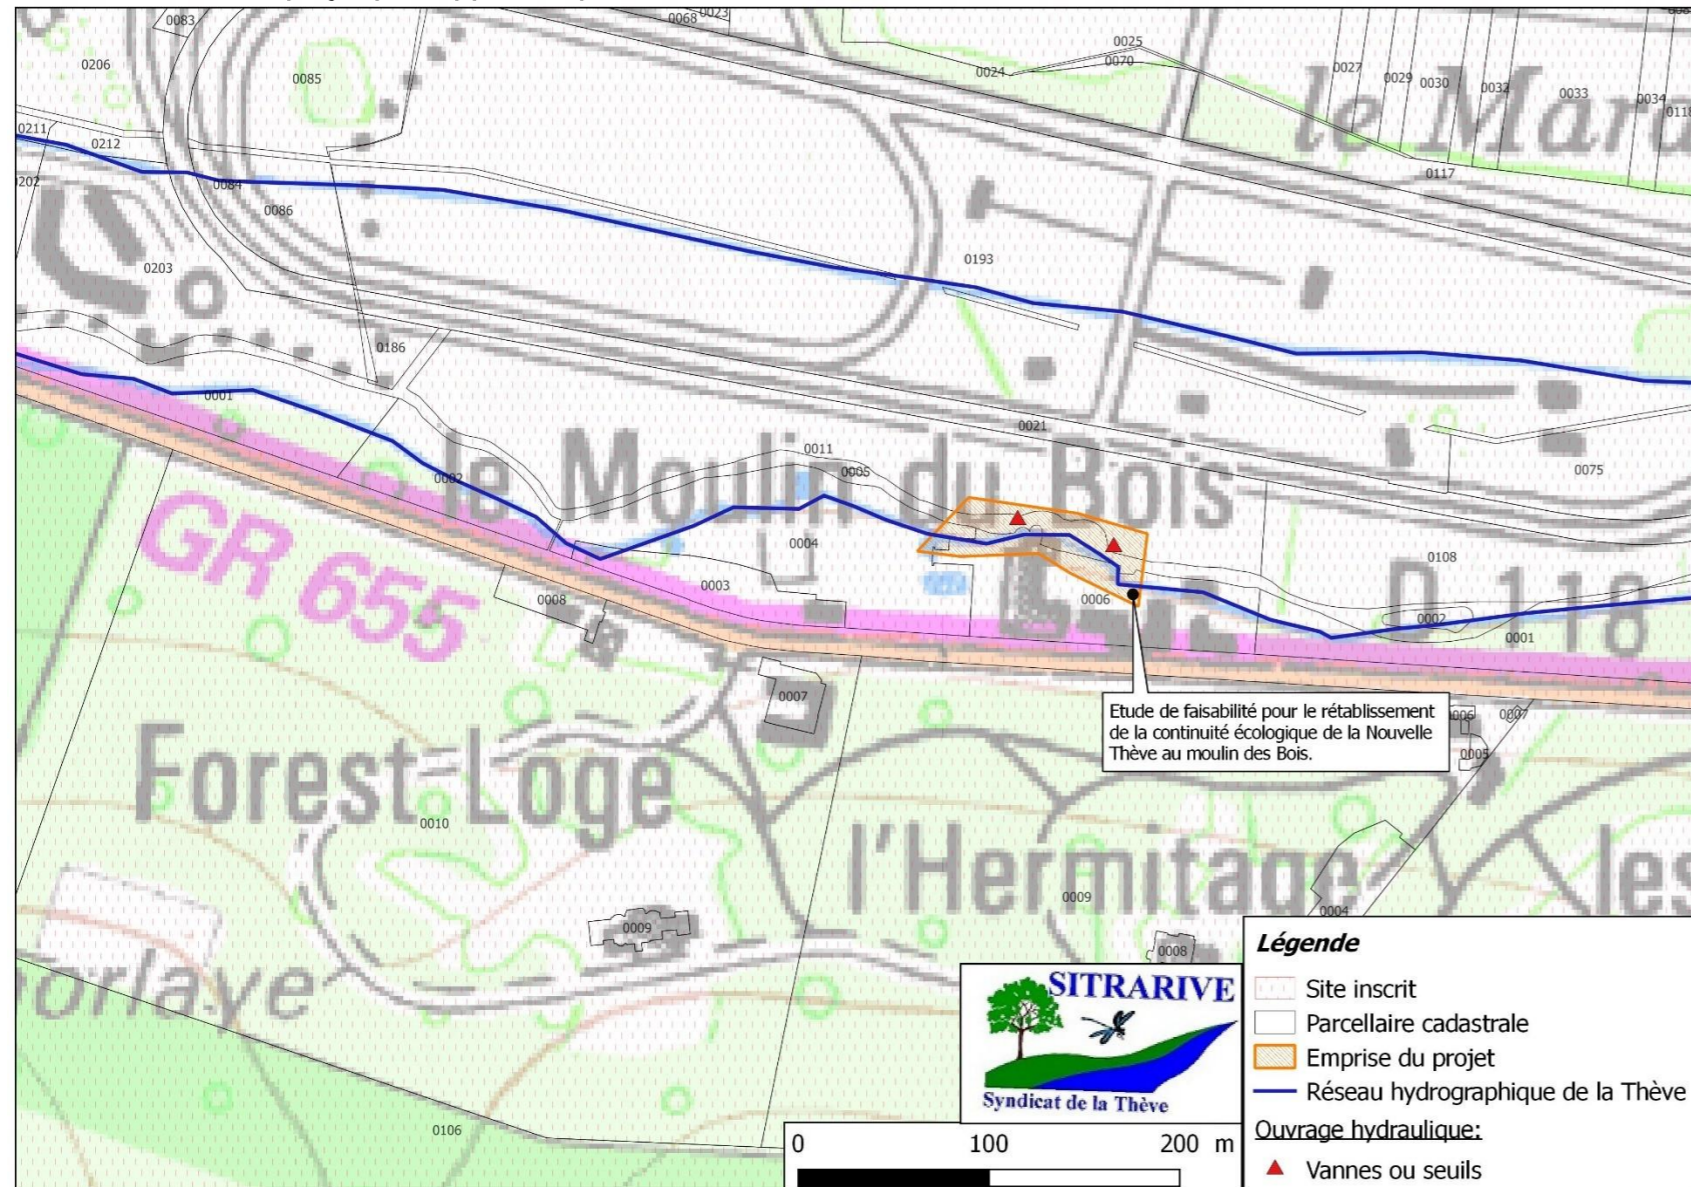 0083
0068
0023
0206
0085
0025
0070
0024
0027
0029
0030
0032
0033
0034
0118
le Mara
0211
0212
0117
0202
0084
0086
0203
0193
0186
0001
0021
0011
0005
0075
0002
le Moulin du Bois
0004
0108
GR 655
0003
0008
0006
0002
D 118
0001
0007
Etude de faisabilité pour le rétablissement
de la continuité écologique de la Nouvelle
Thève au moulin des Bois.
0006
0007
0005
Forest-Loge
0010
l'Hermitage
les
0009
0004
0009
0008
orlaye
0106
SITRARIVE
Syndicat de la Thève
0 100 200 m
Légende
Site inscrit
Parcellaire cadastrale
Emprise du projet
Réseau hydrographique de la Thève
Ouvrage hydraulique:
Vannes ou seuils